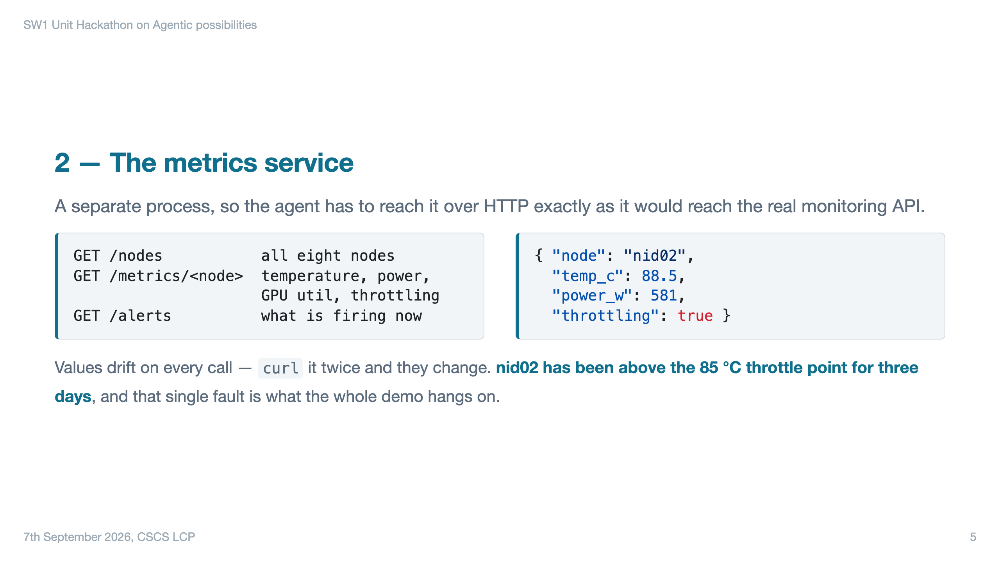 SW1 Unit Hackathon on Agentic possibilities
2 — The metrics service
A separate process, so the agent has to reach it over HTTP exactly as it would reach the real monitoring API.
GET /nodes           all eight nodes
GET /metrics/<node>  temperature, power,
                     GPU util, throttling
GET /alerts          what is firing now
{ "node": "nid02",
  "temp_c": 88.5,
  "power_w": 581,
  "throttling": true }
Values drift on every call — curl it twice and they change. nid02 has been above the 85 °C throttle point for three
days, and that single fault is what the whole demo hangs on.
7th September 2026, CSCS LCP
5